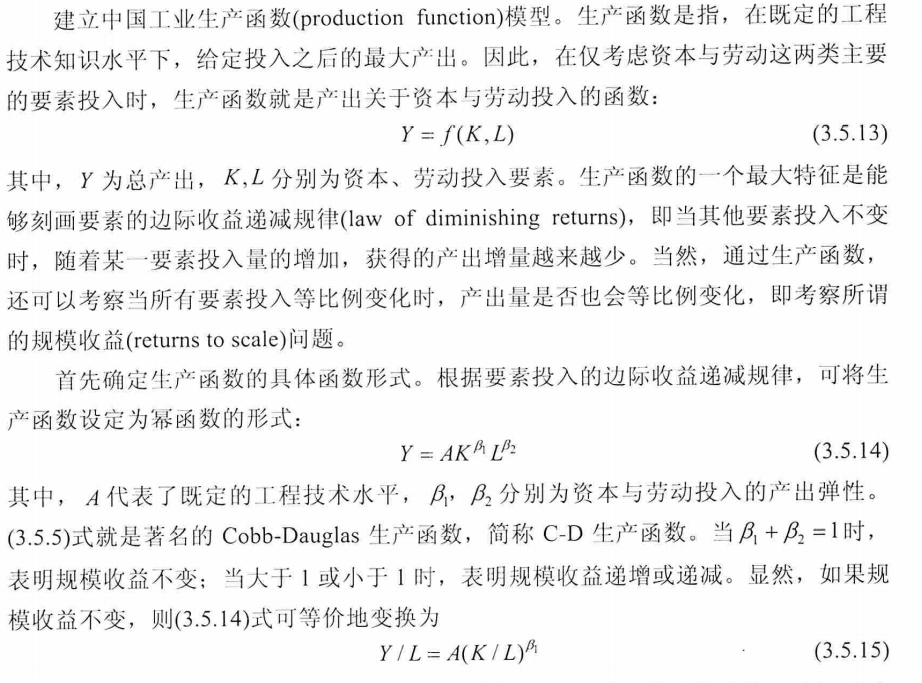 建立中国工业生产函数(production function)模型。生产函数是指，在既定的工程
技术知识水平下，给定投入之后的最大产出。因此，在仅考虑资本与劳动这两类主要
的要素投入时，生产函数就是产出关于资本与劳动投入的函数：
Y = f(K, L) (3.5.13)
其中，Y 为总产出，K, L 分别为资本、劳动投入要素。生产函数的一个最大特征是能
够刻画要素的边际收益递减规律(law of diminishing returns)，即当其他要素投入不变
时，随着某一要素投入量的增加，获得的产出增量越来越少。当然，通过生产函数，
还可以考察当所有要素投入等比例变化时，产出量是否也会等比例变化，即考察所谓
的规模收益(returns to scale)问题。
首先确定生产函数的具体函数形式。根据要素投入的边际收益递减规律，可将生
产函数设定为幂函数的形式：
Y = AK^β₁ L^β₂ (3.5.14)
其中，A 代表了既定的工程技术水平，β₁，β₂ 分别为资本与劳动投入的产出弹性。
(3.5.5)式就是著名的 Cobb-Dauglas 生产函数，简称 C-D 生产函数。当 β₁ + β₂ = 1 时，
表明规模收益不变；当大于 1 或小于 1 时，表明规模收益递增或递减。显然，如果规
模收益不变，则(3.5.14)式可等价地变换为
Y / L = A(K / L)^β₁ (3.5.15)